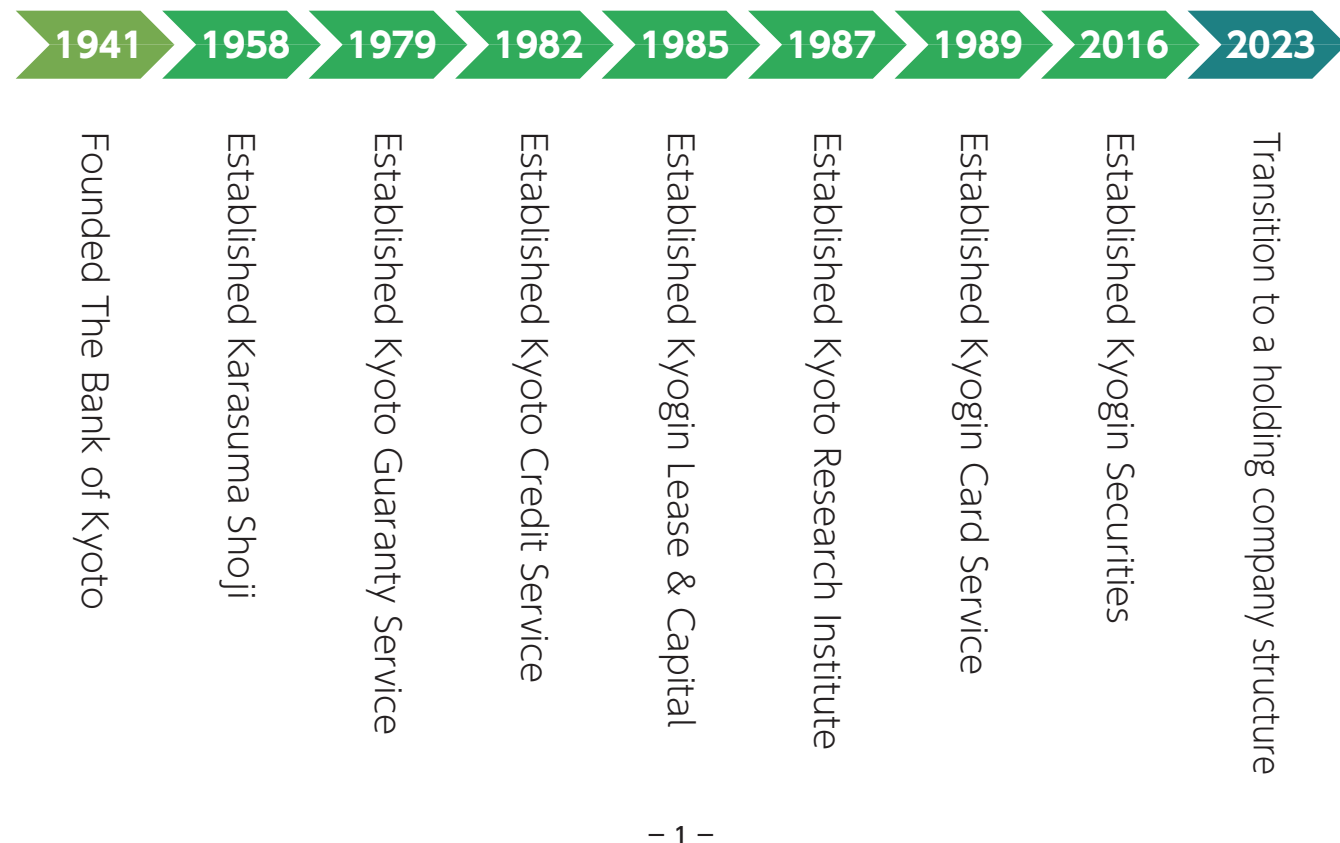 1941
Founded The Bank of Kyoto
1958
Established Karasuma Shoji
1979
Established Kyoto Guaranty Service
1982
Established Kyoto Credit Service
1985
Established Kyogin Lease & Capital
1987
Established Kyoto Research Institute
1989
Established Kyogin Card Service
2016
Established Kyogin Securities
2023
Transition to a holding company structure
– 1 –